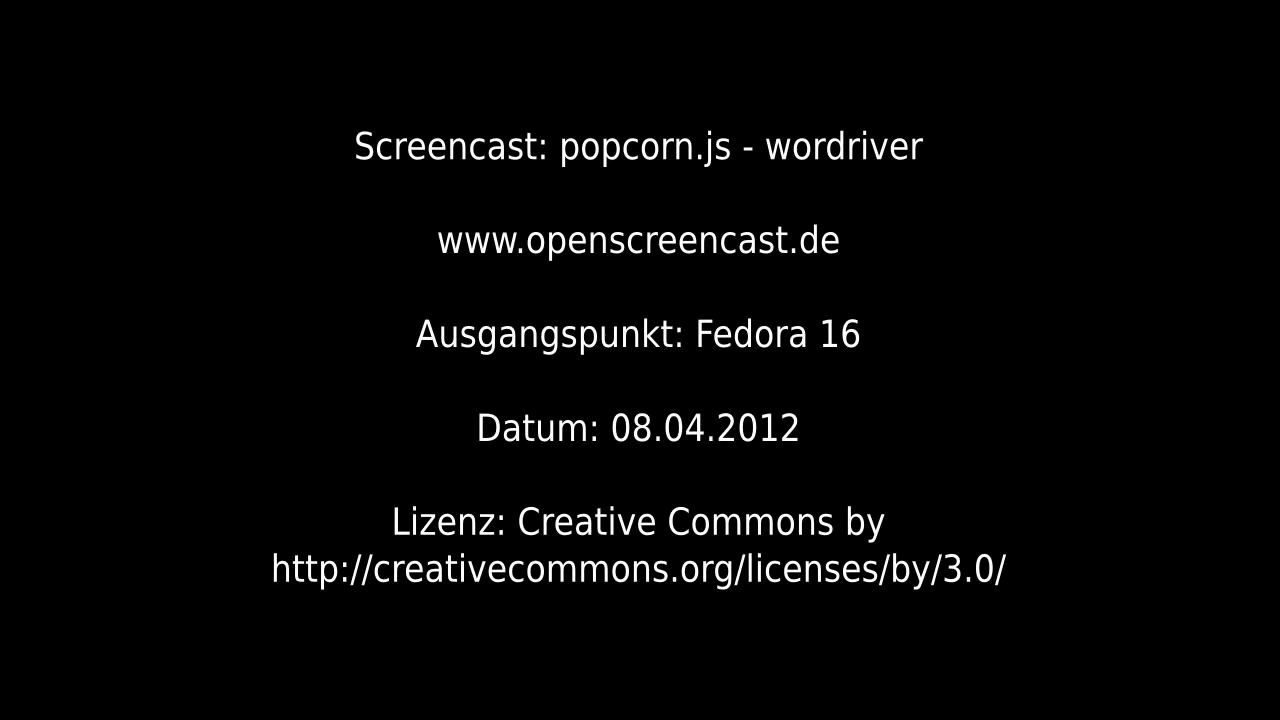 Screencast: popcorn.js - wordriver
www.openscreencast.de
Ausgangspunkt: Fedora 16
Datum: 08.04.2012
Lizenz: Creative Commons by
http://creativecommons.org/licenses/by/3.0/